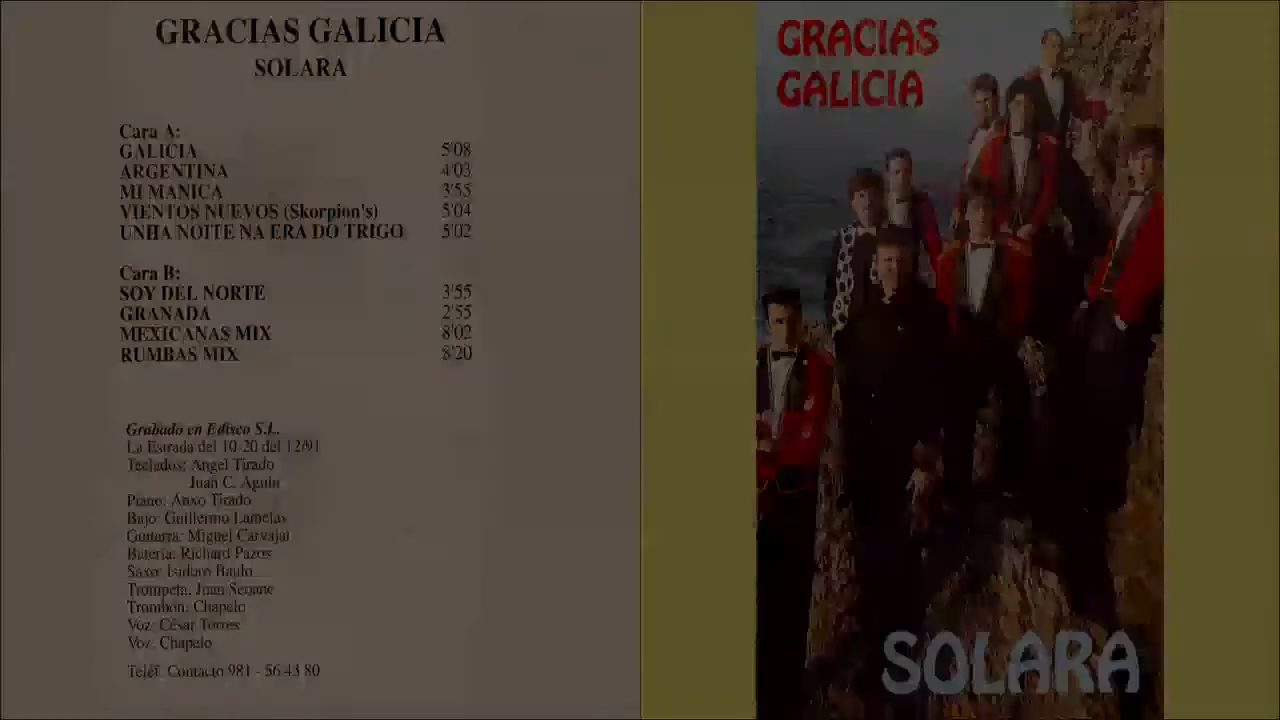 GRACIAS GALICIA
SOLARA
Cara A:
GALICIA 5'08
ARGENTINA 4'03
MI MANICA 3'55
VIENTOS NUEVOS (Skorpion's) 5'04
UNHA NOITE NA ERA DO TRIGO 5'02
Cara B:
SOY DEL NORTE 3'55
GRANADA 2'55
MEXICANAS MIX 8'02
RUMBAS MIX 8'20
Grabado en Edisco S.L.
La Estrada del 10-20 del 12/91
Teclados: Angel Tirado
Juan C. Aguin
Piano: Anxo Tirado
Bajo: Guillermo Lamelas
Guitarra: Miguel Carvajal
Batería: Richard Pazos
Saxo: Isidoro Baulo
Trompeta: Juan Seoane
Trombón: Chapelo
Voz: César Torres
Voz: Chapelo
Teléf. Contacto 981 - 56 43 80
GRACIAS
GALICIA
SOLARA